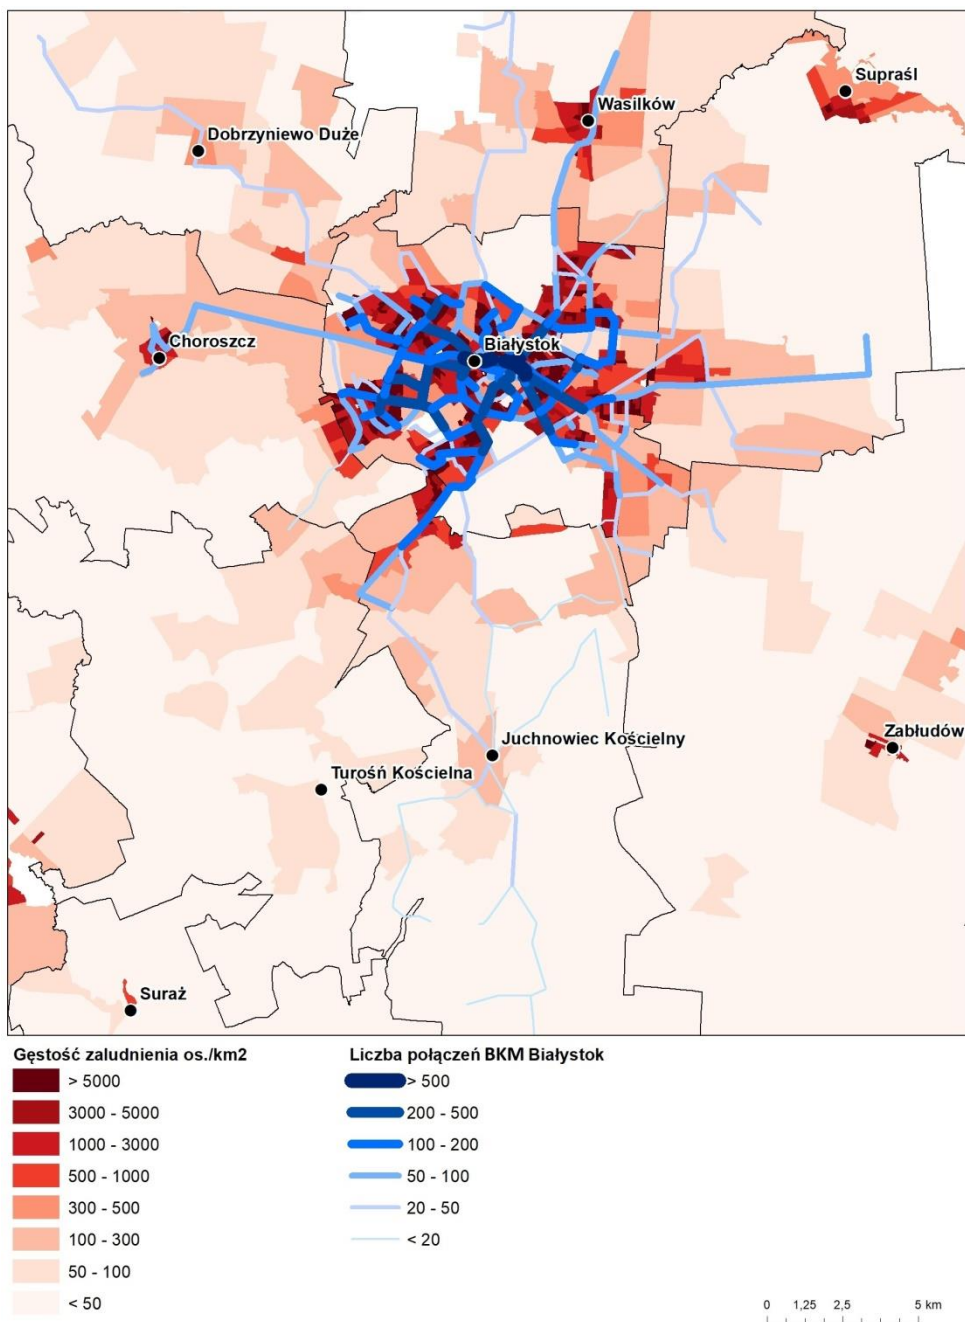 Supraśl
Wasilków
Dobrzyniewo Duże
Choroszcz
Białystok
Juchnowiec Kościelny
Zabłudów
Turośń Kościelna
Suraż
Gęstość zaludnienia os./km2
> 5000
3000 - 5000
1000 - 3000
500 - 1000
300 - 500
100 - 300
50 - 100
< 50
Liczba połączeń BKM Białystok
> 500
200 - 500
100 - 200
50 - 100
20 - 50
< 20
0 1,25 2,5 5 km